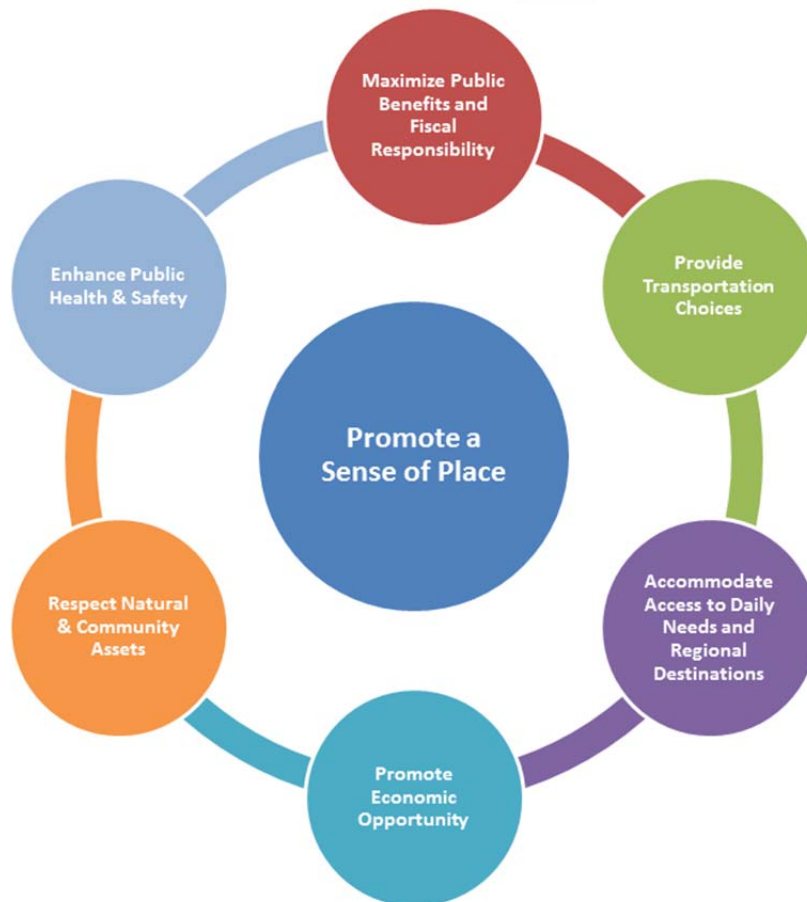 Maximize Public
Benefits and
Fiscal
Responsibility
Provide
Transportation
Choices
Accommodate
Access to Daily
Needs and
Regional
Destinations
Promote
Economic
Opportunity
Respect Natural
& Community
Assets
Enhance Public
Health & Safety
Promote a
Sense of Place